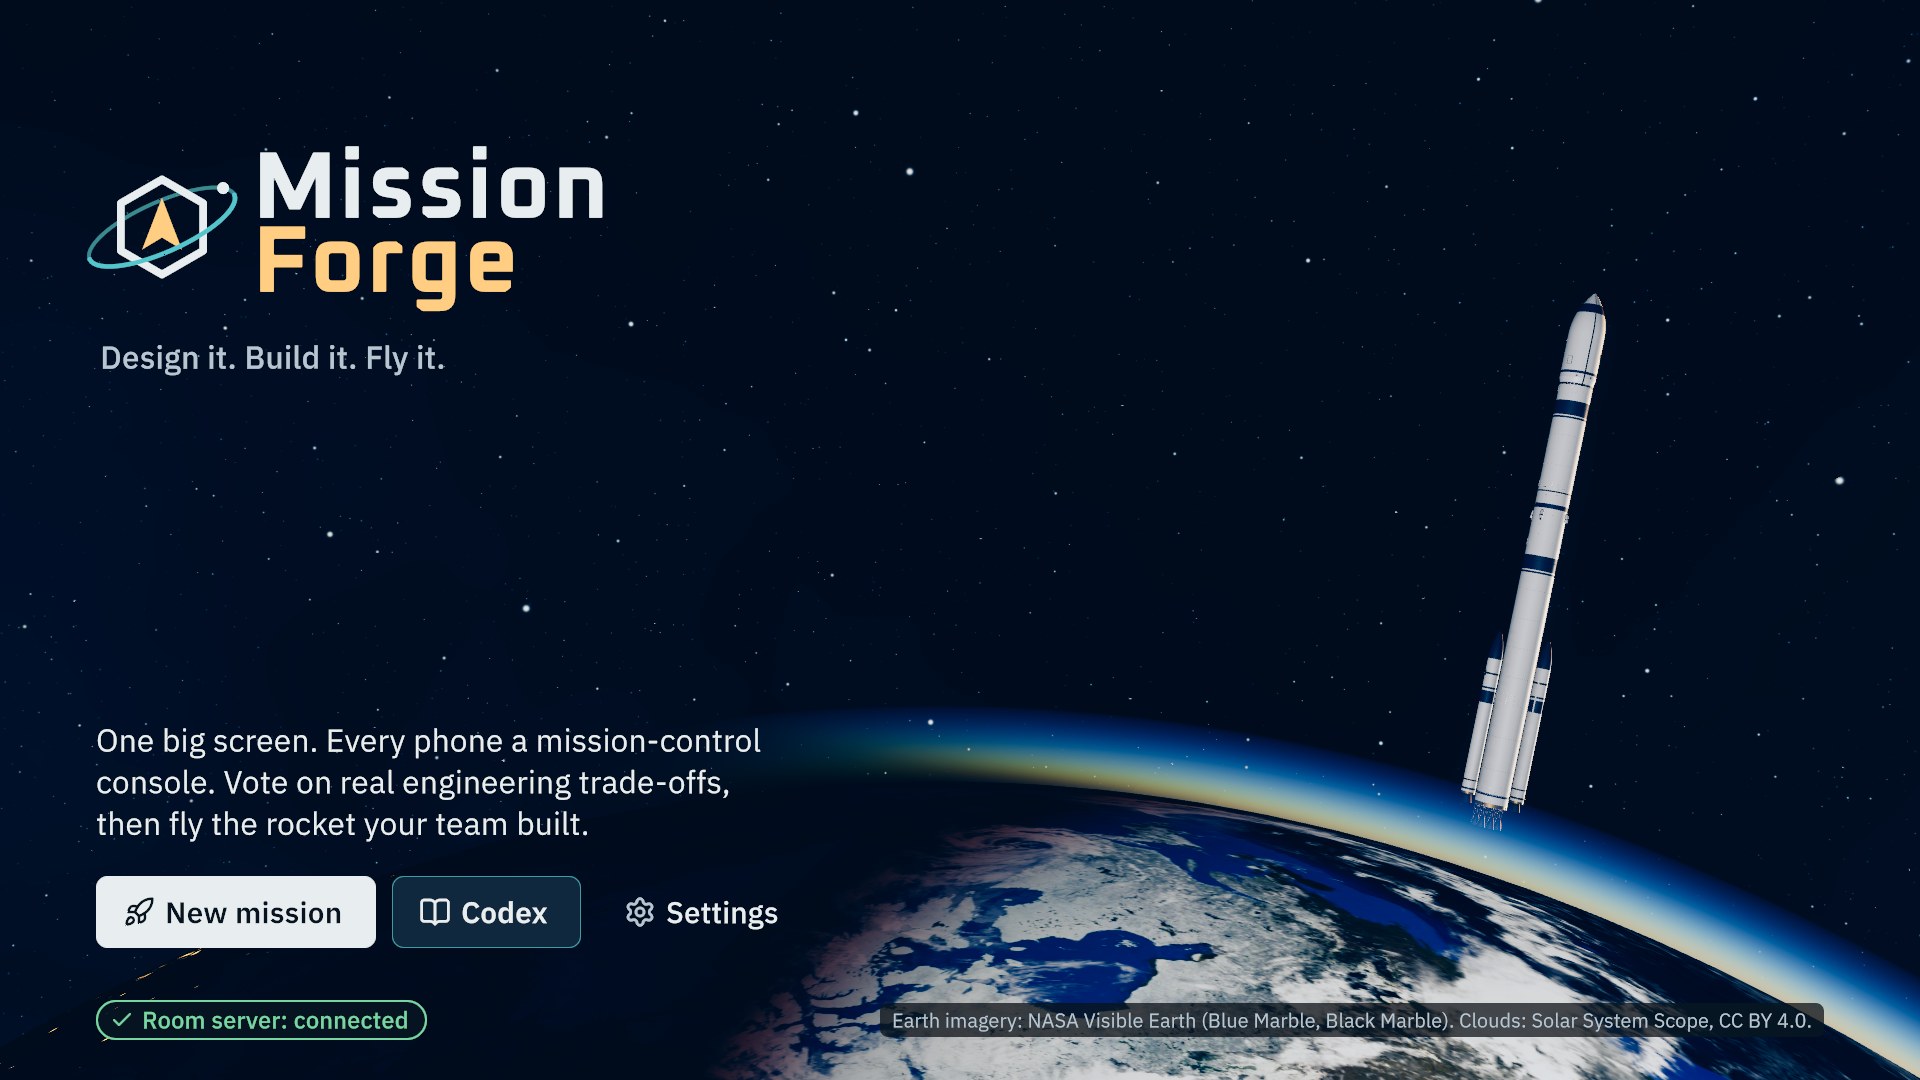 Mission
Forge
Design it. Build it. Fly it.
One big screen. Every phone a mission-control
console. Vote on real engineering trade-offs,
then fly the rocket your team built.
New mission
Codex
Settings
Room server: connected
Earth imagery: NASA Visible Earth (Blue Marble, Black Marble). Clouds: Solar System Scope, CC BY 4.0.